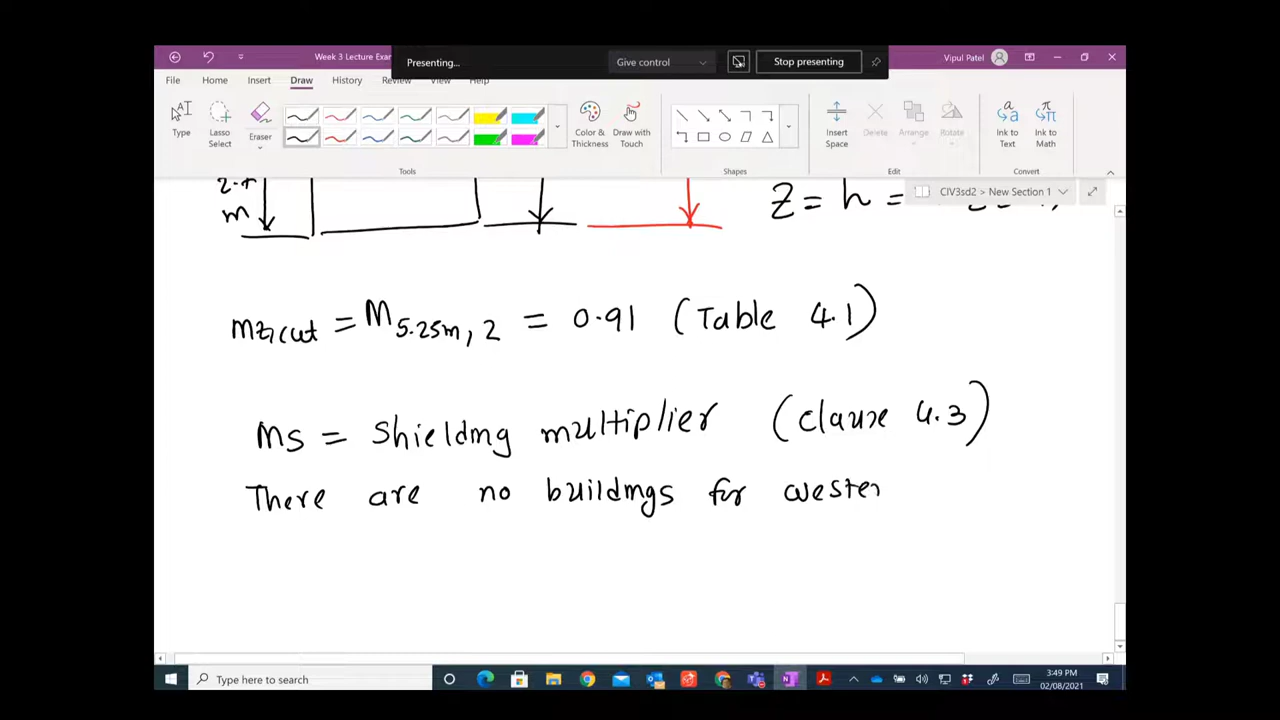 Week 3 Lecture Exar
Presenting...
Give control
Stop presenting
Vipul Patel
File
Home
Insert
Draw
History
Review
View
Help
Type
Lasso Select
Eraser
Color & Thickness
Draw with Touch
Insert Space
Delete
Arrange
Rotate
Ink to Text
Ink to Math
Tools
Shapes
Edit
Convert
CIV3sd2 > New Section 1
m
Z = h =
Mz,cat = M5.25m, 2 = 0.91 (Table 4.1)
Ms = Shielding multiplier (clause 4.3)
There are no buildings for wester
Type here to search
3:49 PM
02/08/2021